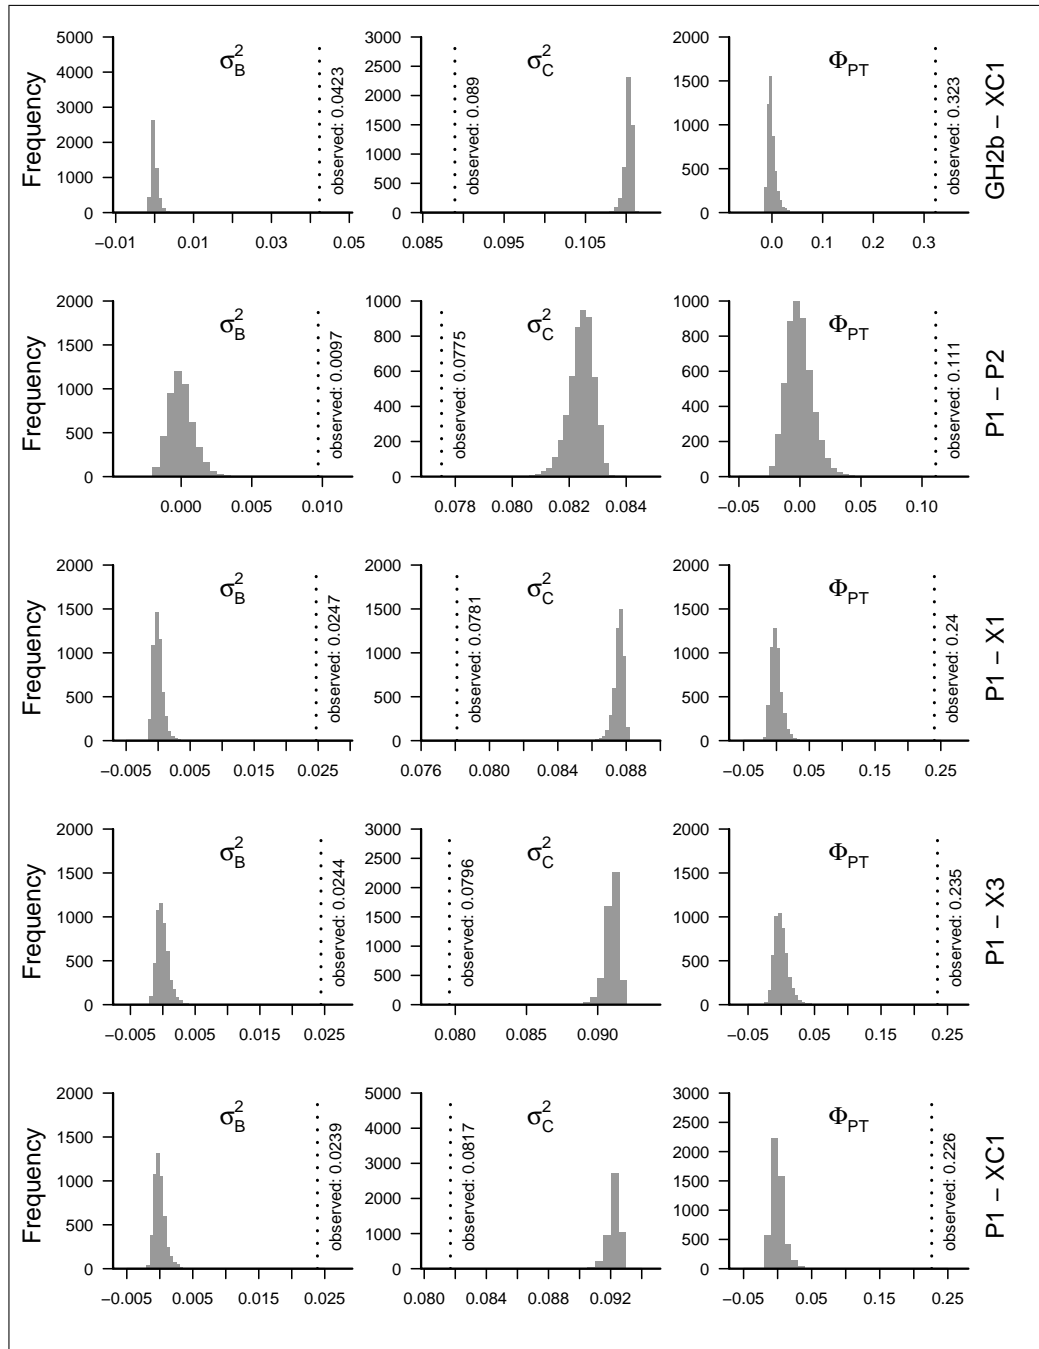 5000
4000
3000
2000
1000
0
Frequency
σ²B
observed: 0.0423
−0.01 0.01 0.03 0.05
3000
2500
2000
1500
1000
500
0
σ²C
observed: 0.089
0.085 0.095 0.105
2000
1500
1000
500
0
ΦPT
observed: 0.323
0.0 0.1 0.2 0.3
GH2b − XC1
2000
1500
1000
500
0
Frequency
σ²B
observed: 0.0097
0.000 0.005 0.010
1000
800
600
400
200
0
σ²C
observed: 0.0775
0.078 0.080 0.082 0.084
1000
800
600
400
200
0
ΦPT
observed: 0.111
−0.05 0.00 0.05 0.10
P1 − P2
2000
1500
1000
500
0
Frequency
σ²B
observed: 0.0247
−0.005 0.005 0.015 0.025
2000
1500
1000
500
0
σ²C
observed: 0.0781
0.076 0.080 0.084 0.088
2000
1500
1000
500
0
ΦPT
observed: 0.24
−0.05 0.05 0.15 0.25
P1 − X1
2000
1500
1000
500
0
Frequency
σ²B
observed: 0.0244
−0.005 0.005 0.015 0.025
3000
2500
2000
1500
1000
500
0
σ²C
observed: 0.0796
0.080 0.085 0.090
2000
1500
1000
500
0
ΦPT
observed: 0.235
−0.05 0.05 0.15 0.25
P1 − X3
2000
1500
1000
500
0
Frequency
σ²B
observed: 0.0239
−0.005 0.005 0.015 0.025
5000
4000
3000
2000
1000
0
σ²C
observed: 0.0817
0.080 0.084 0.088 0.092
3000
2500
2000
1500
1000
500
0
ΦPT
observed: 0.226
−0.05 0.05 0.15 0.25
P1 − XC1